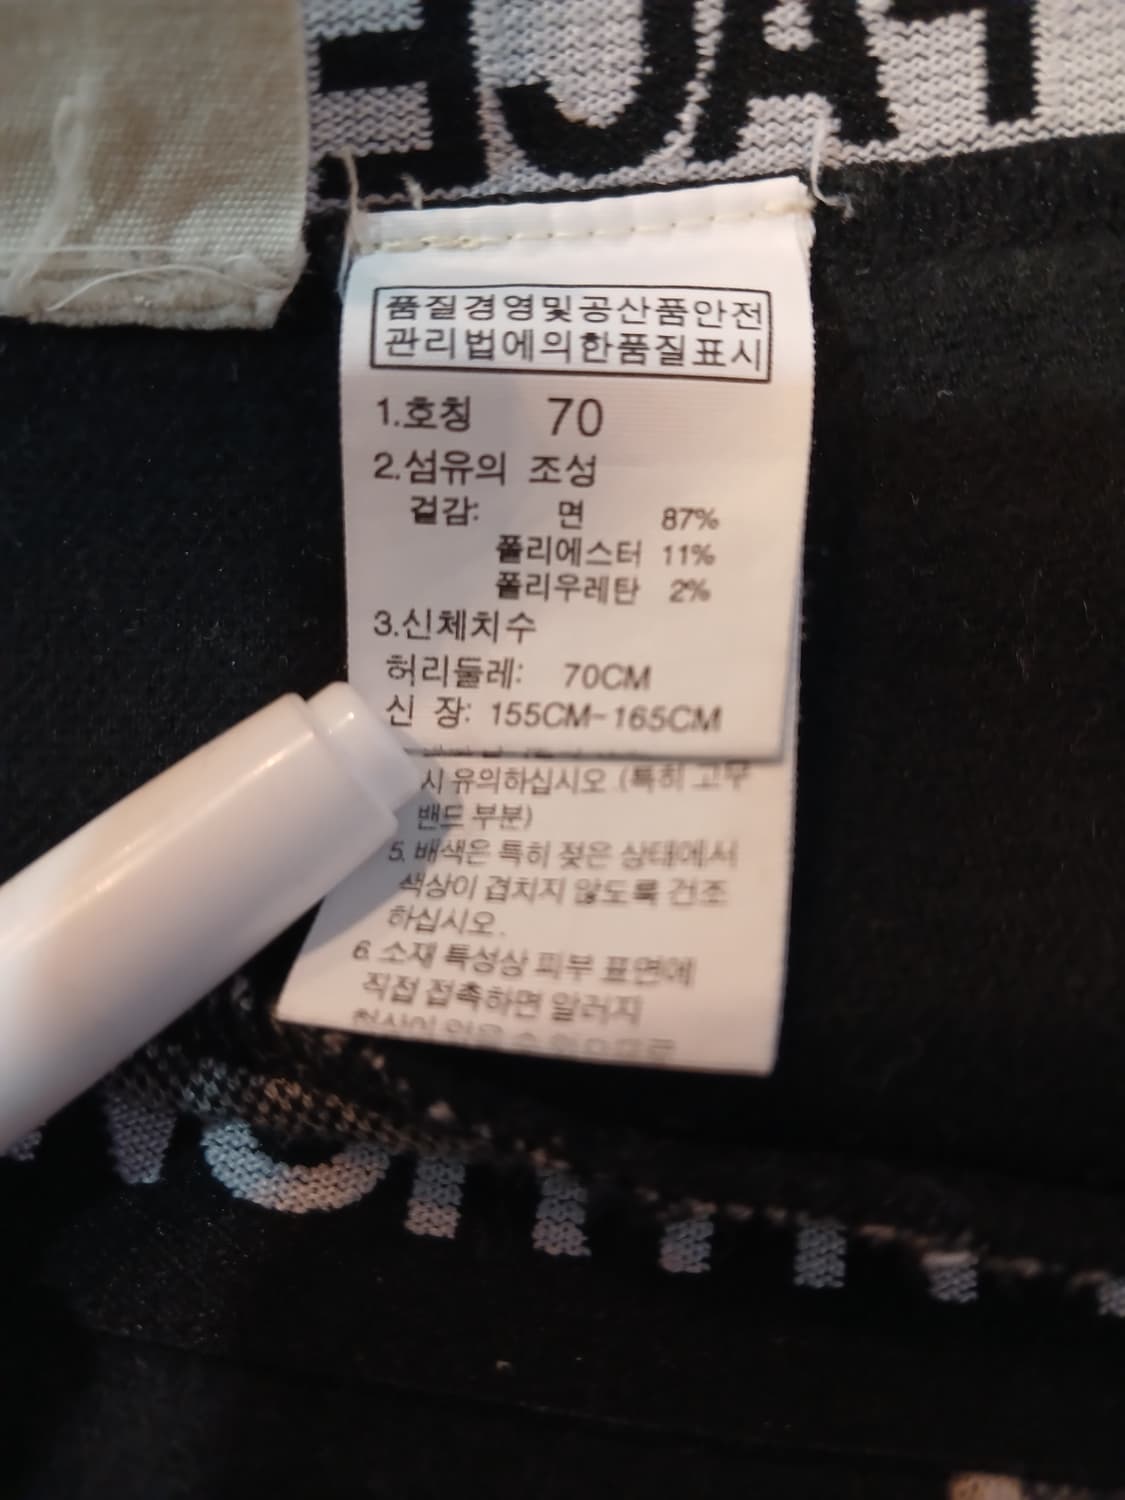 품질경영및공산품안전
관리법에의한품질표시
1.호칭 70
2.섬유의 조성
겉감: 면 87%
폴리에스터 11%
폴리우레탄 2%
3.신체치수
허리둘레: 70CM
신 장: 155CM~165CM
시 유의하십시오.(특히 고무
밴드 부분)
5. 배색은 특히 젖은 상태에서
색상이 겹치지 않도록 건조
하십시오.
6. 소재 특성상 피부 표면에
직접 접촉하면 알러지